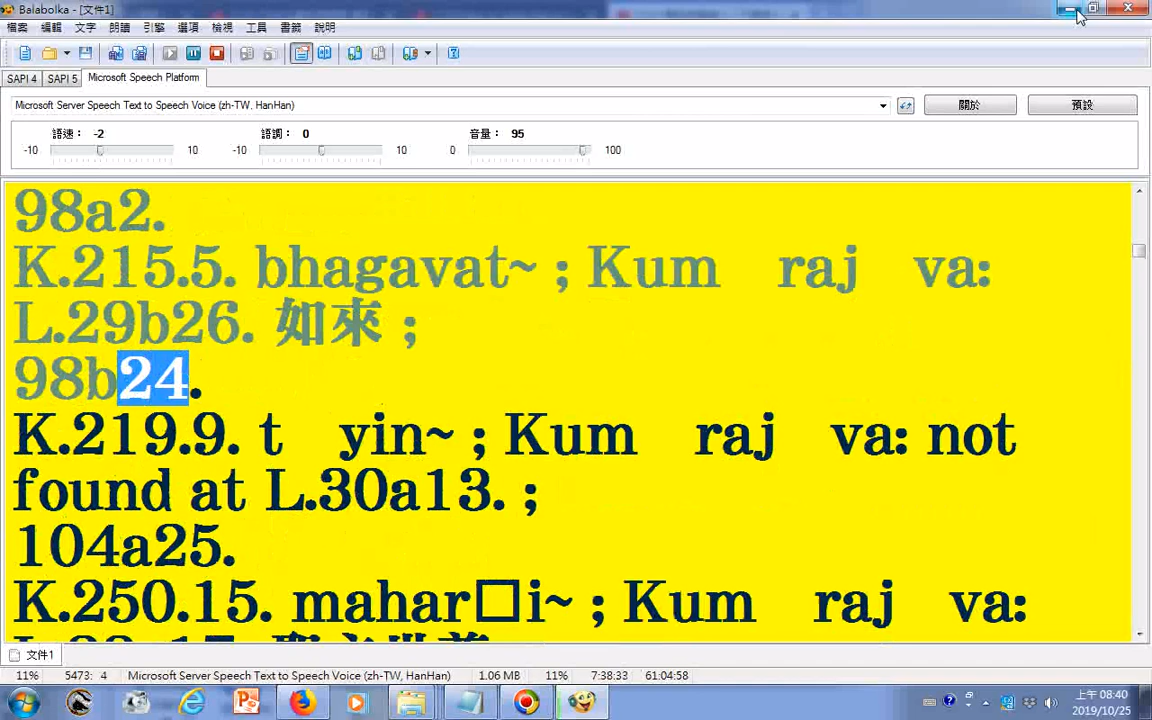 Balabolka - [文件1]
檔案 編輯 文字 朗讀 引擎 選項 檢視 工具 書籤 說明
SAPI 4 SAPI 5 Microsoft Speech Platform
Microsoft Server Speech Text to Speech Voice (zh-TW, HanHan) 關於 預設
語速： -2 語調： 0 音量： 95
-10 10 -10 10 0 100
98a2.
K.215.5. bhagavat~ ; Kum raj va:
L.29b26. 如來 ;
98b24.
K.219.9. t yin~ ; Kum raj va: not
found at L.30a13. ;
104a25.
K.250.15. mahar□i~ ; Kum raj va:
文件1
11% 5473: 4 Microsoft Server Speech Text to Speech Voice (zh-TW, HanHan) 1.06 MB 11% 7:38:33 61:04:58
上午 08:40
2019/10/25